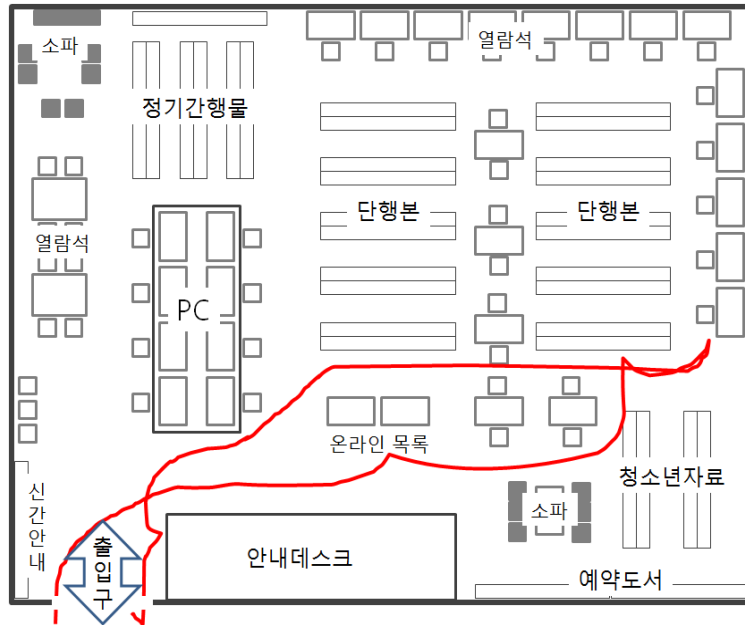 소파
열람석
정기간행물
단행본
단행본
열람석
PC
온라인 목록
청소년자료
소파
신간안내
출입구
안내데스크
예약도서